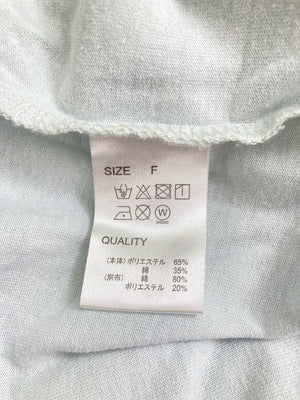 SIZE F
W
QUALITY
(本体)ポリエステル 65%
綿 35%
(別布) 綿 80%
ポリエステル 20%